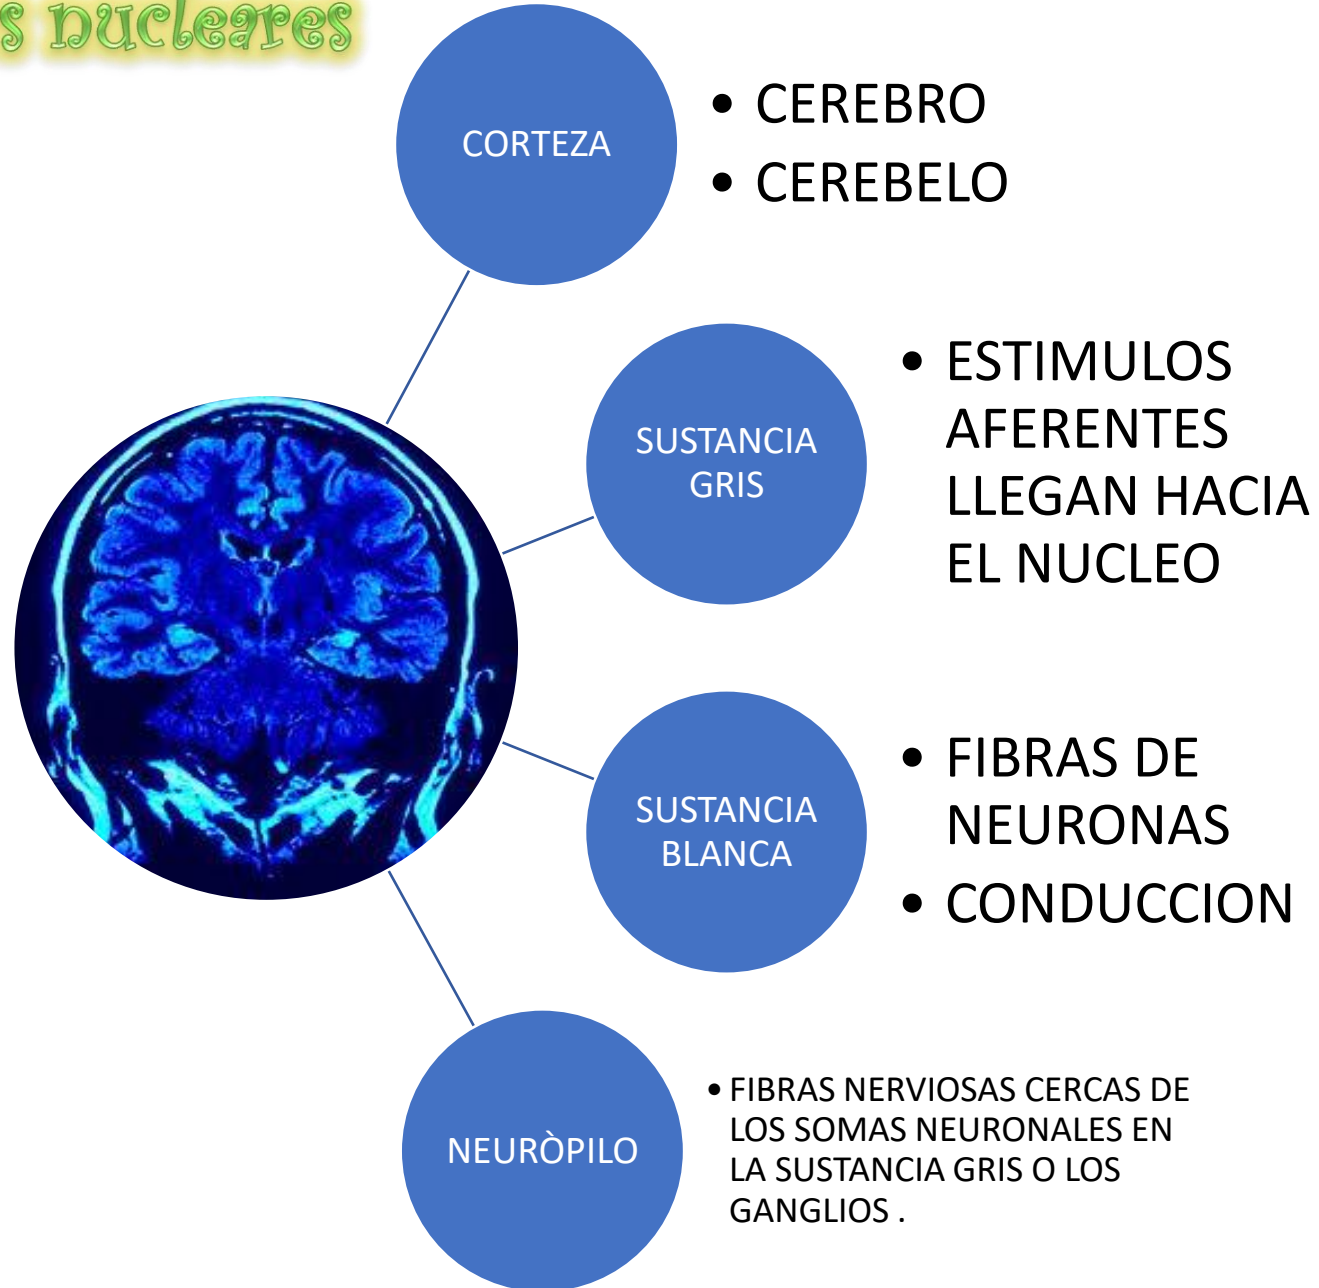 s nucleares
CORTEZA
• CEREBRO
• CEREBELO
SUSTANCIA
GRIS
• ESTIMULOS
AFERENTES
LLEGAN HACIA
EL NUCLEO
SUSTANCIA
BLANCA
• FIBRAS DE
NEURONAS
• CONDUCCION
NEURÒPILO
• FIBRAS NERVIOSAS CERCAS DE
LOS SOMAS NEURONALES EN
LA SUSTANCIA GRIS O LOS
GANGLIOS .